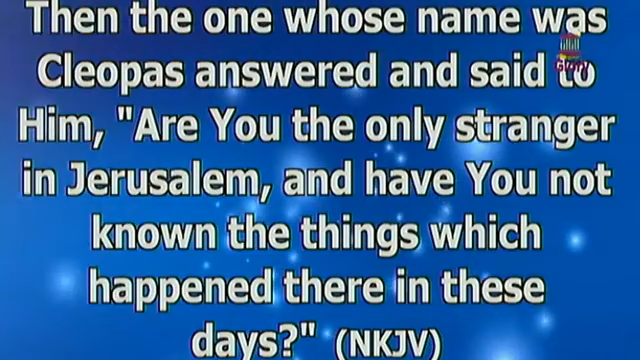 Then the one whose name was
Cleopas answered and said to
Him, "Are You the only stranger
in Jerusalem, and have You not
known the things which
happened there in these
days?" (NKJV)